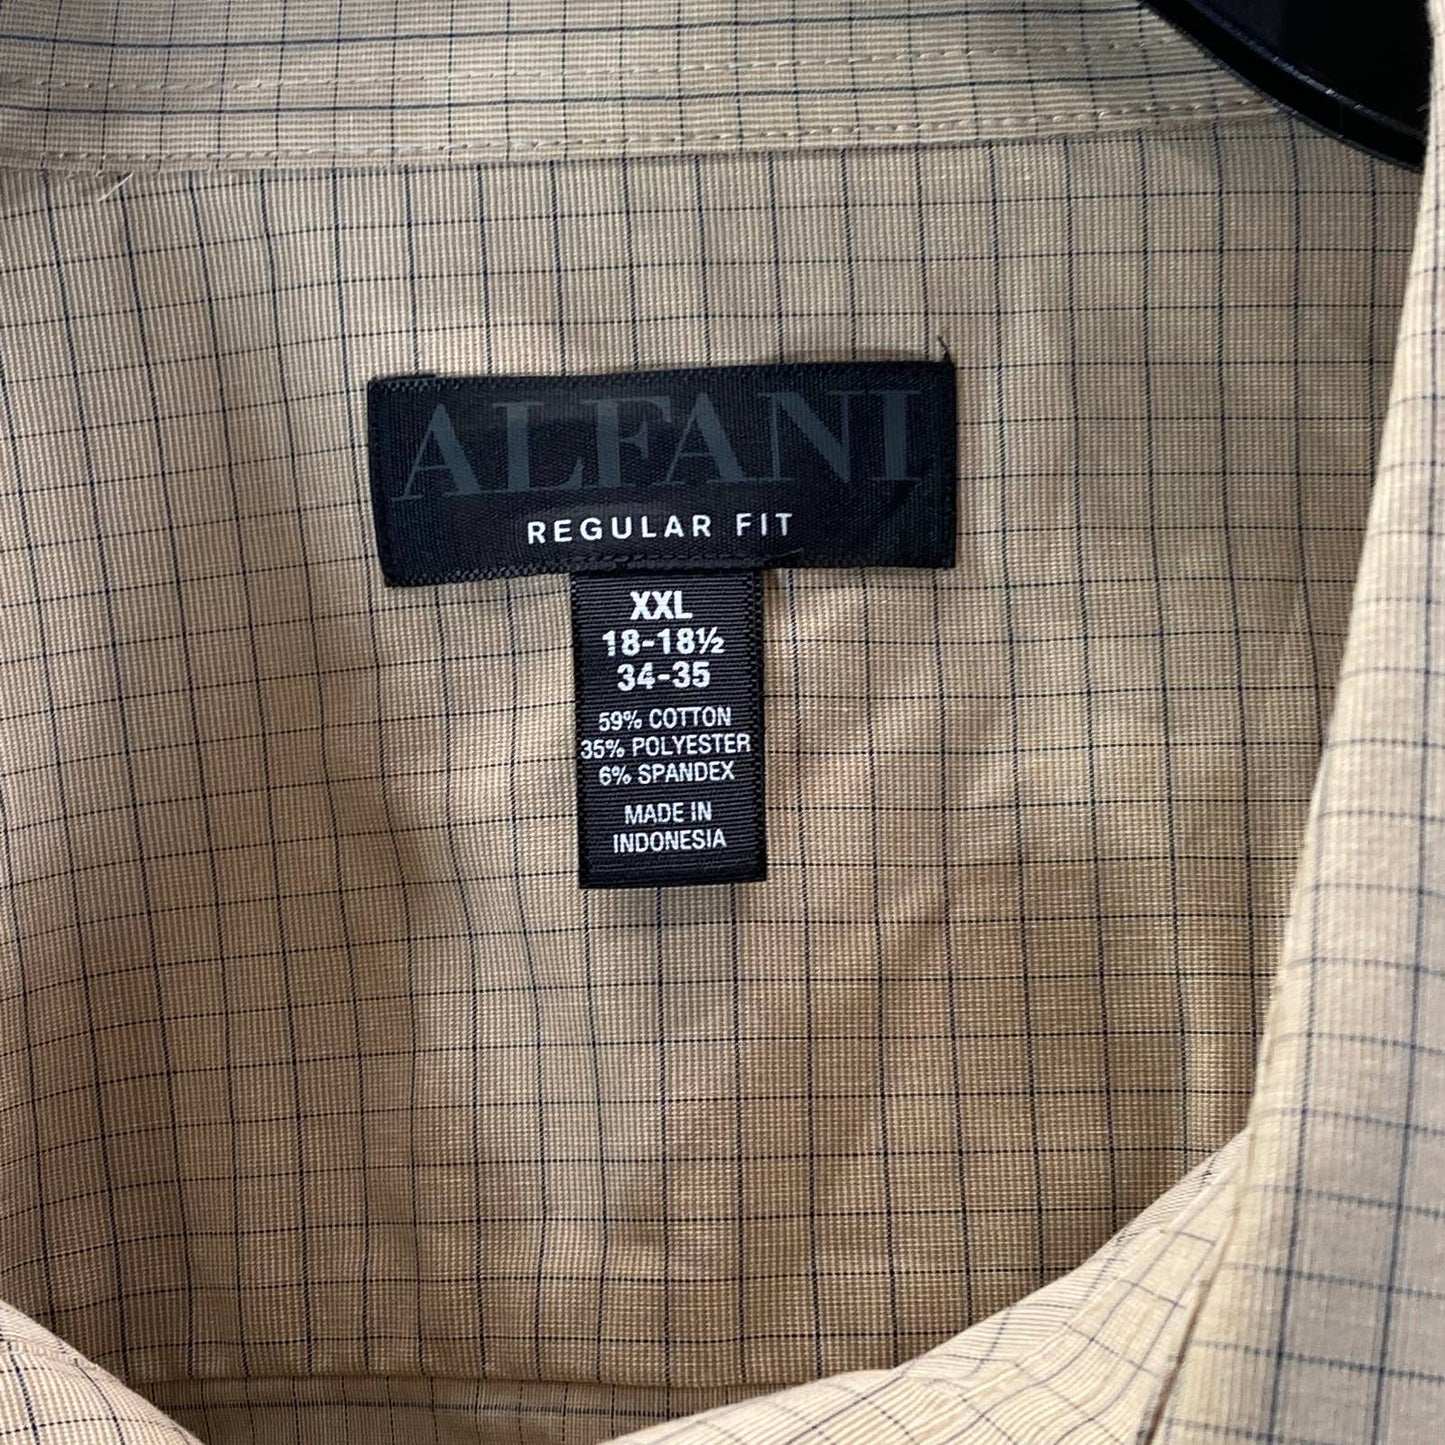 ALFANI
REGULAR FIT
XXL
18-18½
34-35
59% COTTON
35% POLYESTER
6% SPANDEX
MADE IN
INDONESIA